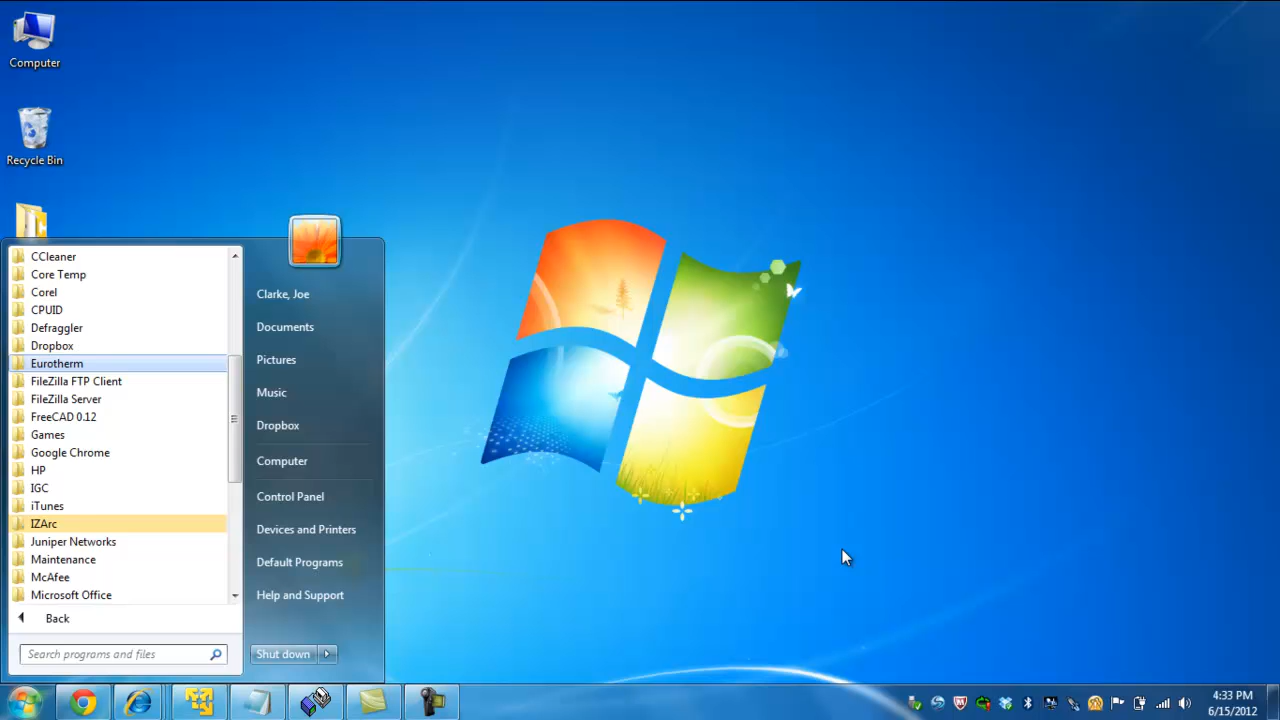 Computer
Recycle Bin
CCleaner
Core Temp
Corel
CPUID
Defraggler
Dropbox
Eurotherm
FileZilla FTP Client
FileZilla Server
FreeCAD 0.12
Games
Google Chrome
HP
IGC
iTunes
IZArc
Juniper Networks
Maintenance
McAfee
Microsoft Office
Back
Search programs and files
Clarke, Joe
Documents
Pictures
Music
Dropbox
Computer
Control Panel
Devices and Printers
Default Programs
Help and Support
Shut down
4:33 PM
6/15/2012